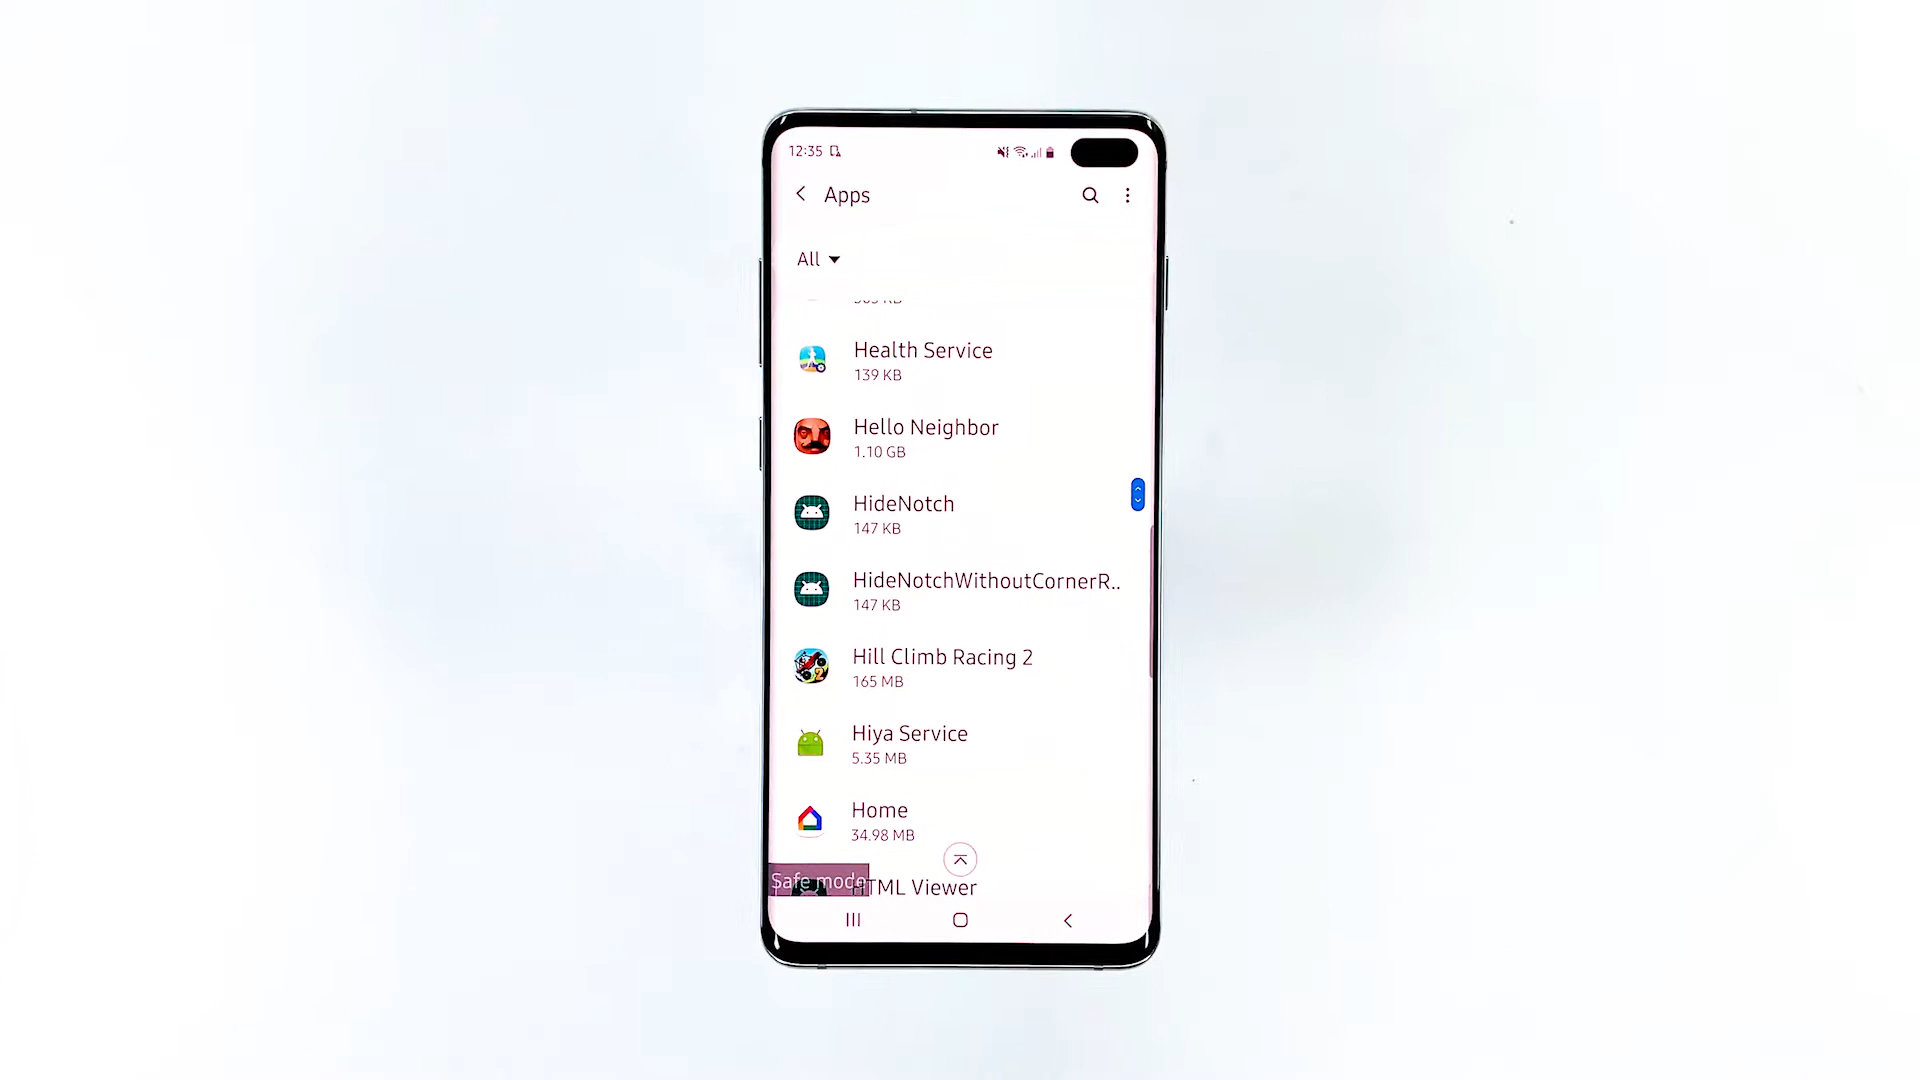 12:35
Apps
All
Health Service
139 KB
Hello Neighbor
1.10 GB
HideNotch
147 KB
HideNotchWithoutCornerR..
147 KB
Hill Climb Racing 2
165 MB
Hiya Service
5.35 MB
Home
34.98 MB
Safe mode
HTML Viewer